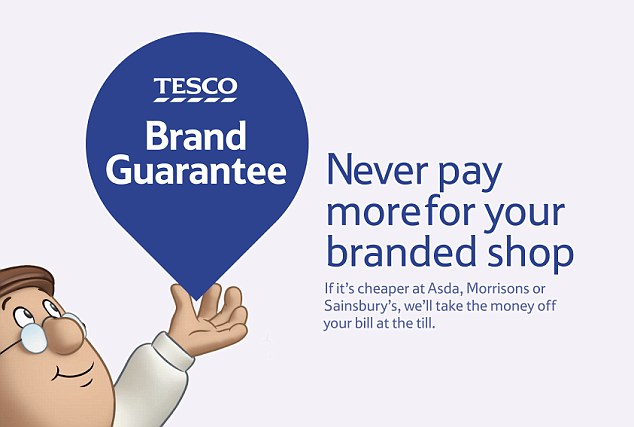 TESCO
Brand
Guarantee
Never pay
more for your
branded shop
If it's cheaper at Asda, Morrisons or
Sainsbury's, we'll take the money off
your bill at the till.